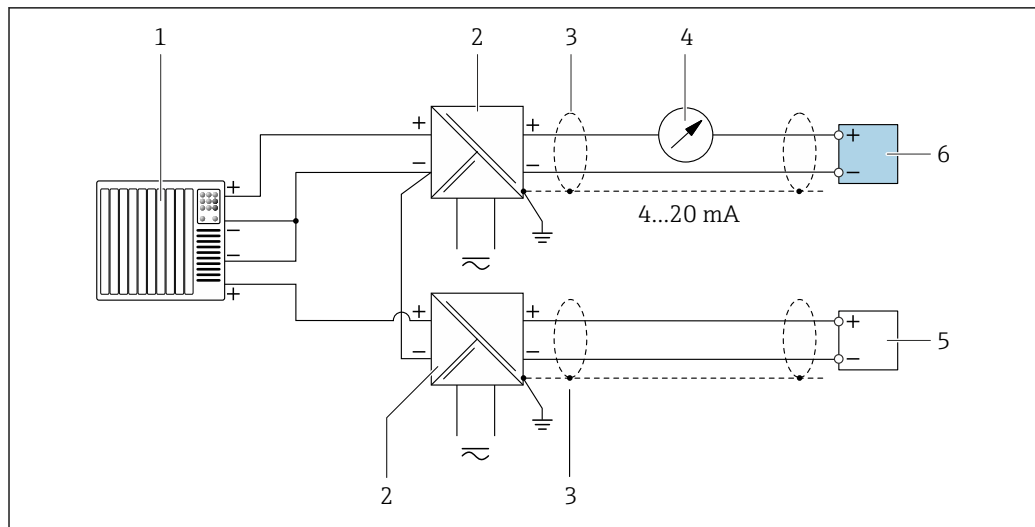 1 2 3 4
+ + +
6
+ − − −
4...20 mA
−
−
+ + + +
5
− − −
2 3